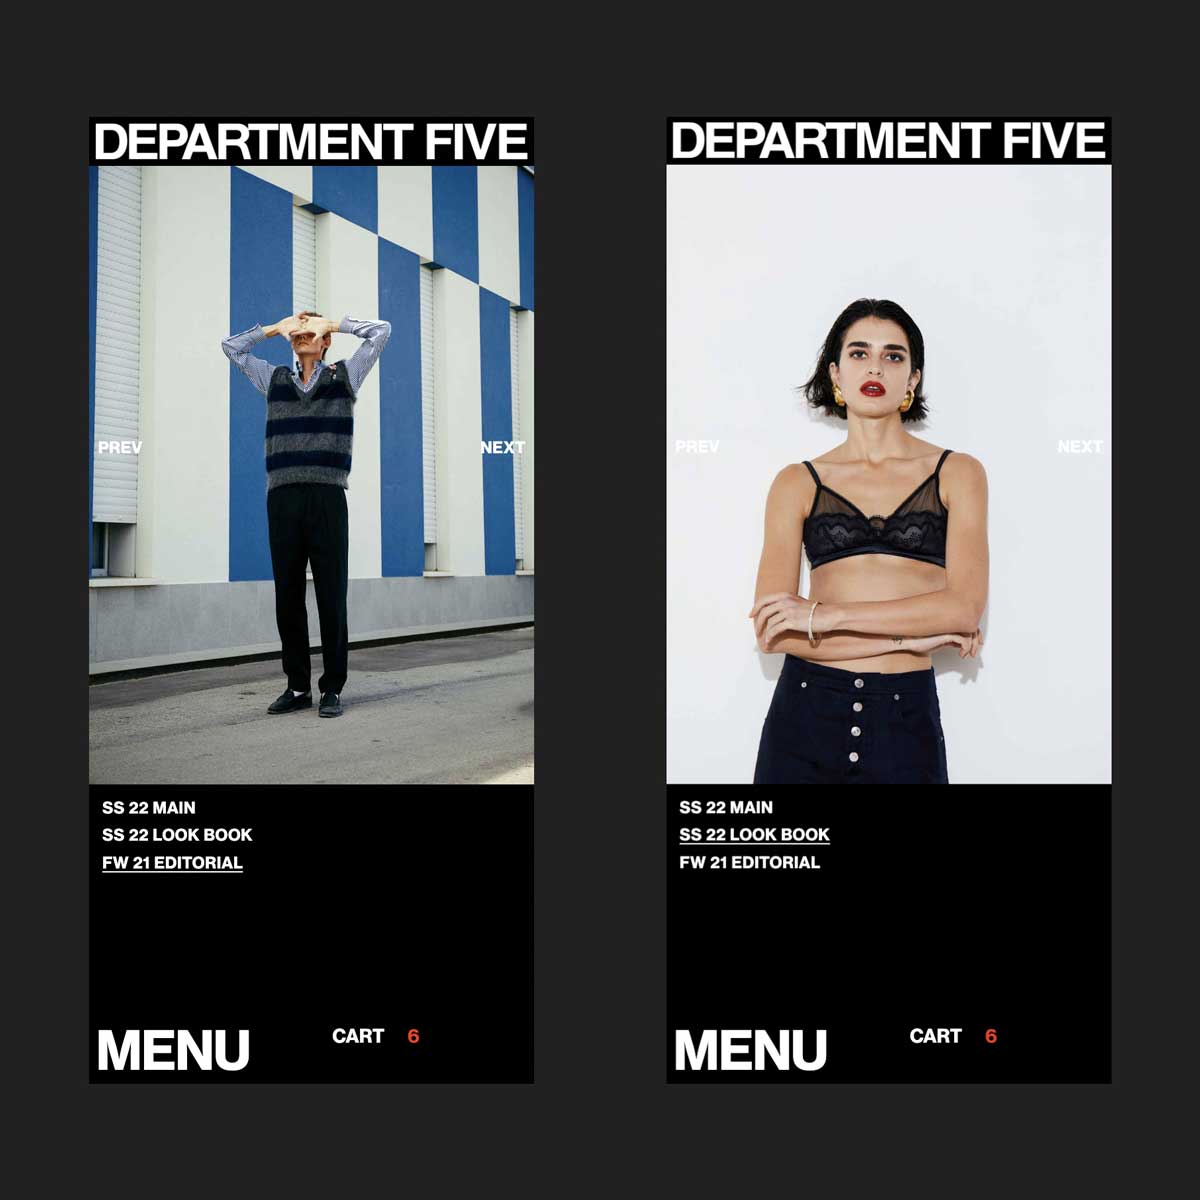 DEPARTMENT FIVE
PREV
NEXT
SS 22 MAIN
SS 22 LOOK BOOK
FW 21 EDITORIAL
MENU
CART 6
DEPARTMENT FIVE
PREV
NEXT
SS 22 MAIN
SS 22 LOOK BOOK
FW 21 EDITORIAL
MENU
CART 6